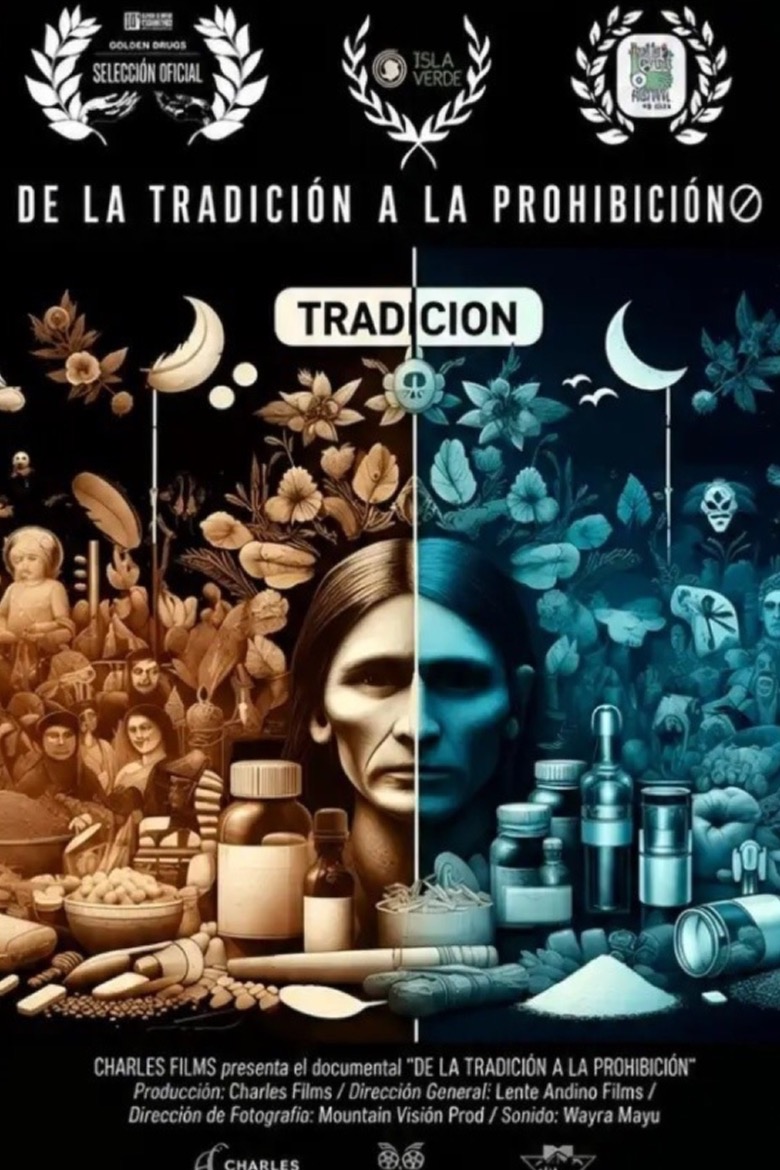 GOLDEN DRUGS
SELECCIÓN OFICIAL
ISLA
VERDE
DE LA TRADICIÓN A LA PROHIBICIÓN
TRADICION
CHARLES FILMS presenta el documental "DE LA TRADICIÓN A LA PROHIBICIÓN"
Producción: Charles Films / Dirección General: Lente Andino Films /
Dirección de Fotografia: Mountain Visión Prod / Sonido: Wayra Mayu
CHARLES